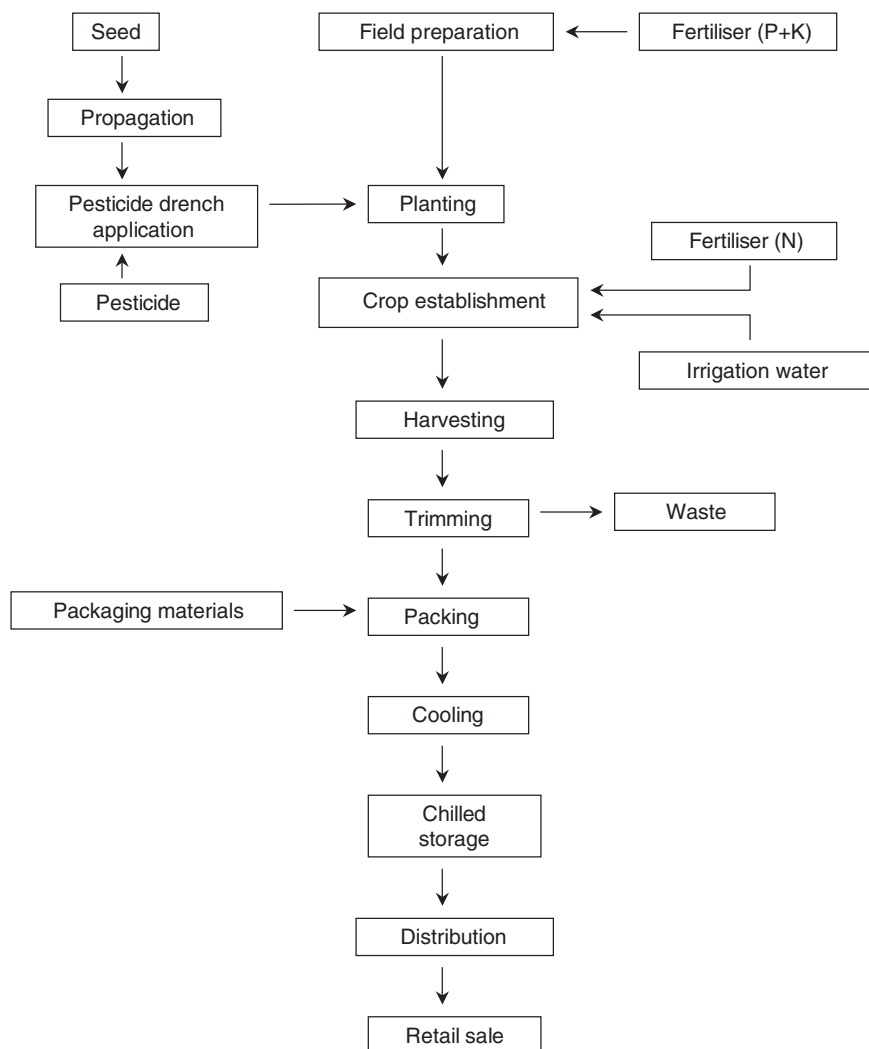 Seed
Field preparation
Fertiliser (P+K)
Propagation
Pesticide drench
application
Planting
Fertiliser (N)
Pesticide
Crop establishment
Irrigation water
Harvesting
Trimming
Waste
Packaging materials
Packing
Cooling
Chilled
storage
Distribution
Retail sale